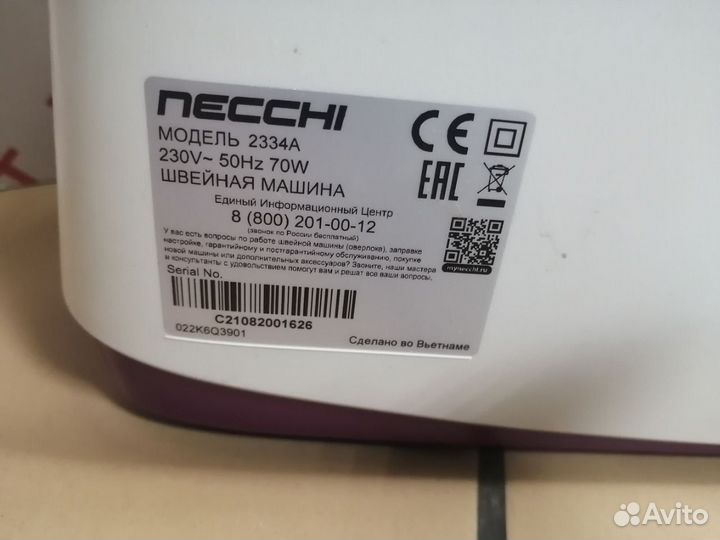 NECCHI
МОДЕЛЬ 2334A
230V~ 50Hz 70W
ШВЕЙНАЯ МАШИНА
CE
EAC
Единый Информационный Центр
8 (800) 201-00-12
(звонок по России бесплатный)
У вас есть вопросы по работе швейной машины (оверлока), заправке
настройке, гарантийному и постгарантийному обслуживанию, покупке
новой машины или дополнительных аксессуаров? Звоните, наши мастера
и консультанты с удовольствием помогут вам и решат все ваши вопросы.
mynecchi.ru
Serial No.
C21082001626
022K6Q3901
Сделано во Вьетнаме
Avito